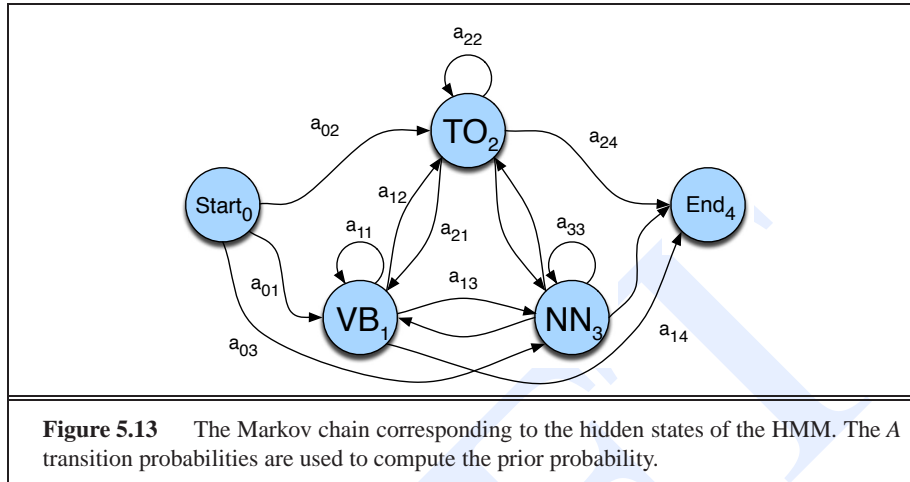 a22
a02
TO2
a24
Start0
a12
End4
a11
a21
a33
a01
a13
VB1
NN3
a03
a14
Figure 5.13 The Markov chain corresponding to the hidden states of the HMM. The A
transition probabilities are used to compute the prior probability.